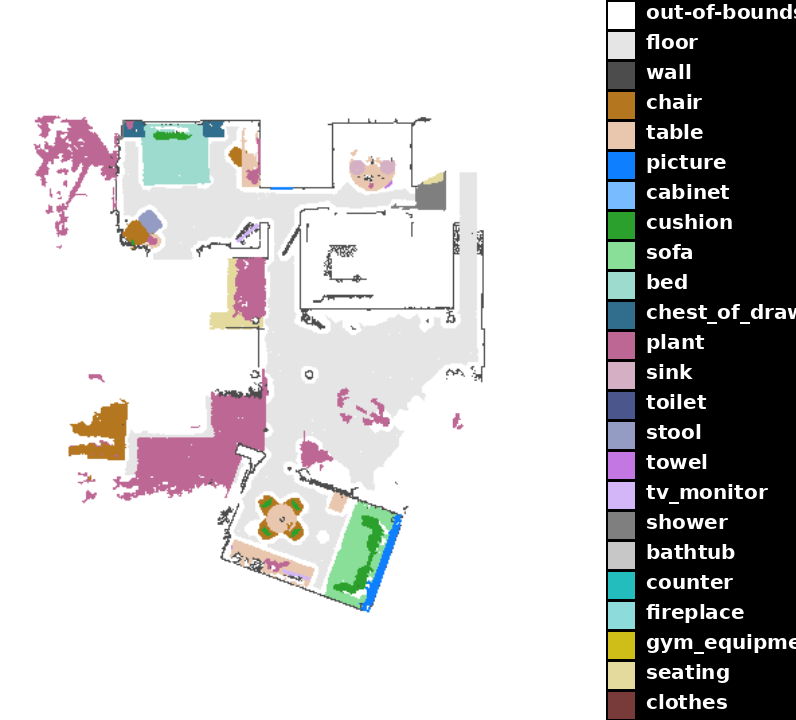 out-of-bounds
floor
wall
chair
table
picture
cabinet
cushion
sofa
bed
chest_of_draw
plant
sink
toilet
stool
towel
tv_monitor
shower
bathtub
counter
fireplace
gym_equipme
seating
clothes